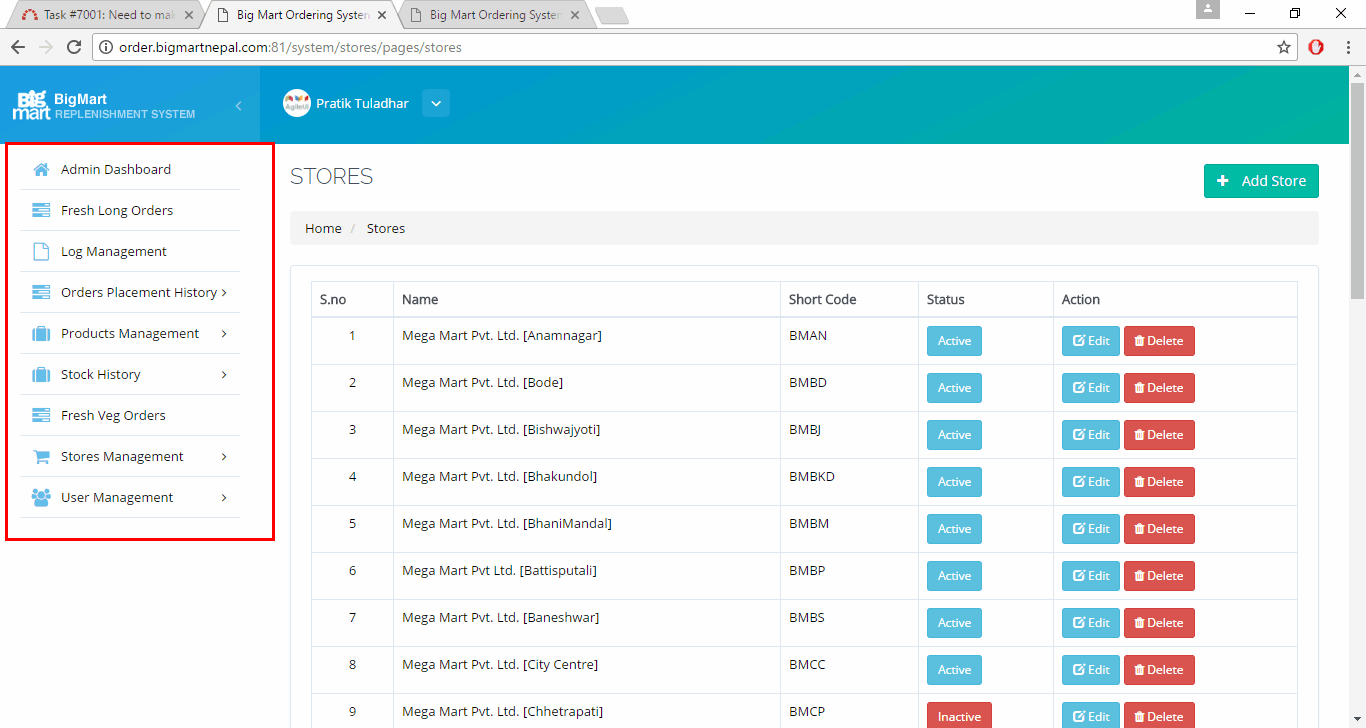 Task #7001: Need to mak
Big Mart Ordering System
Big Mart Ordering System
order.bigmartnepal.com:81/system/stores/pages/stores
Big mart
BigMart
REPLENISHMENT SYSTEM
AgileUI
Pratik Tuladhar
Admin Dashboard
Fresh Long Orders
Log Management
Orders Placement History
Products Management
Stock History
Fresh Veg Orders
Stores Management
User Management
STORES
+ Add Store
Home / Stores
S.no Name Short Code Status Action
1 Mega Mart Pvt. Ltd. [Anamnagar] BMAN Active Edit Delete
2 Mega Mart Pvt. Ltd. [Bode] BMBD Active Edit Delete
3 Mega Mart Pvt. Ltd. [Bishwajyoti] BMBJ Active Edit Delete
4 Mega Mart Pvt. Ltd. [Bhakundol] BMBKD Active Edit Delete
5 Mega Mart Pvt. Ltd. [BhaniMandal] BMBM Active Edit Delete
6 Mega Mart Pvt Ltd. [Battisputali] BMBP Active Edit Delete
7 Mega Mart Pvt. Ltd. [Baneshwar] BMBS Active Edit Delete
8 Mega Mart Pvt. Ltd. [City Centre] BMCC Active Edit Delete
9 Mega Mart Pvt. Ltd. [Chhetrapati] BMCP Inactive Edit Delete